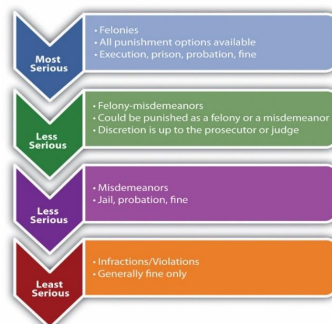 Most
Serious
• Felonies
• All punishment options available
• Execution, prison, probation, fine
Less
Serious
• Felony-misdemeanors
• Could be punished as a felony or a misdemeanor
• Discretion is up to the prosecutor or judge
Less
Serious
• Misdemeanors
• Jail, probation, fine
Least
Serious
• Infractions/Violations
• Generally fine only